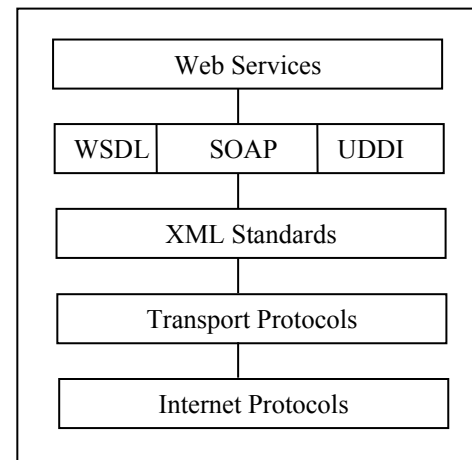 Web Services
WSDL SOAP UDDI
XML Standards
Transport Protocols
Internet Protocols